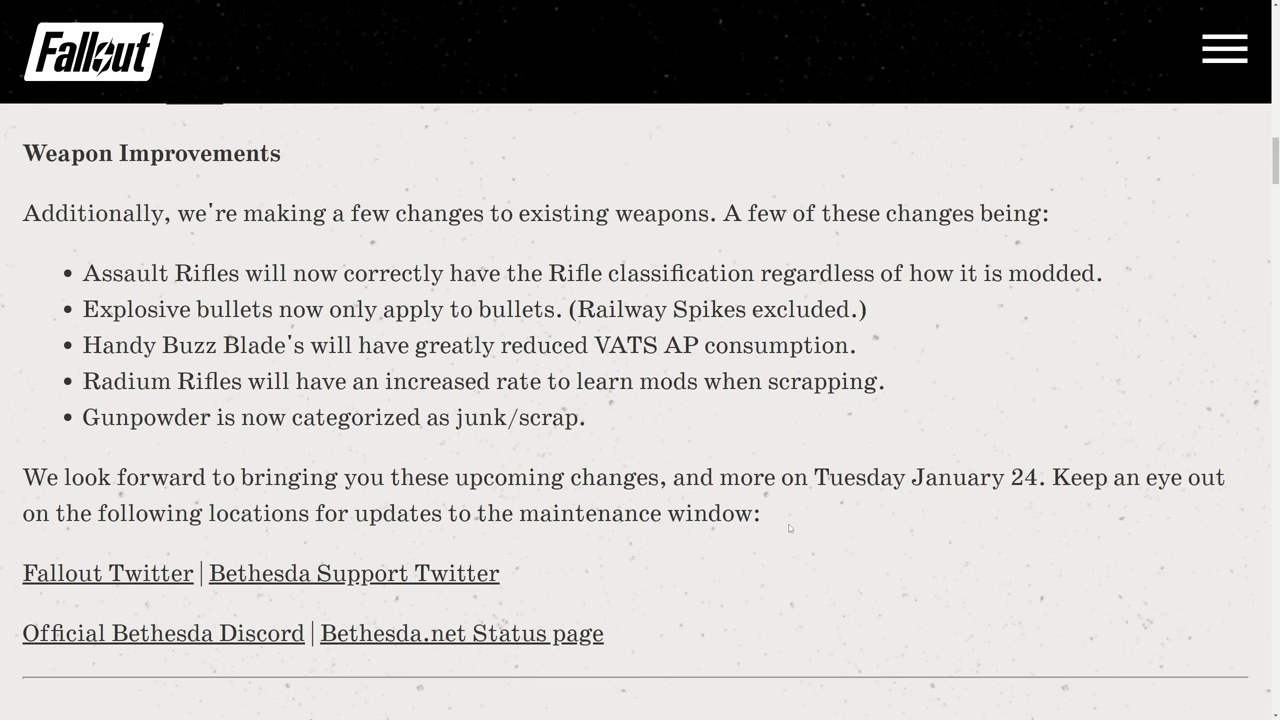 Fallout
Weapon Improvements
Additionally, we're making a few changes to existing weapons. A few of these changes being:
• Assault Rifles will now correctly have the Rifle classification regardless of how it is modded.
• Explosive bullets now only apply to bullets. (Railway Spikes excluded.)
• Handy Buzz Blade's will have greatly reduced VATS AP consumption.
• Radium Rifles will have an increased rate to learn mods when scrapping.
• Gunpowder is now categorized as junk/scrap.
We look forward to bringing you these upcoming changes, and more on Tuesday January 24. Keep an eye out
on the following locations for updates to the maintenance window:
Fallout Twitter | Bethesda Support Twitter
Official Bethesda Discord | Bethesda.net Status page